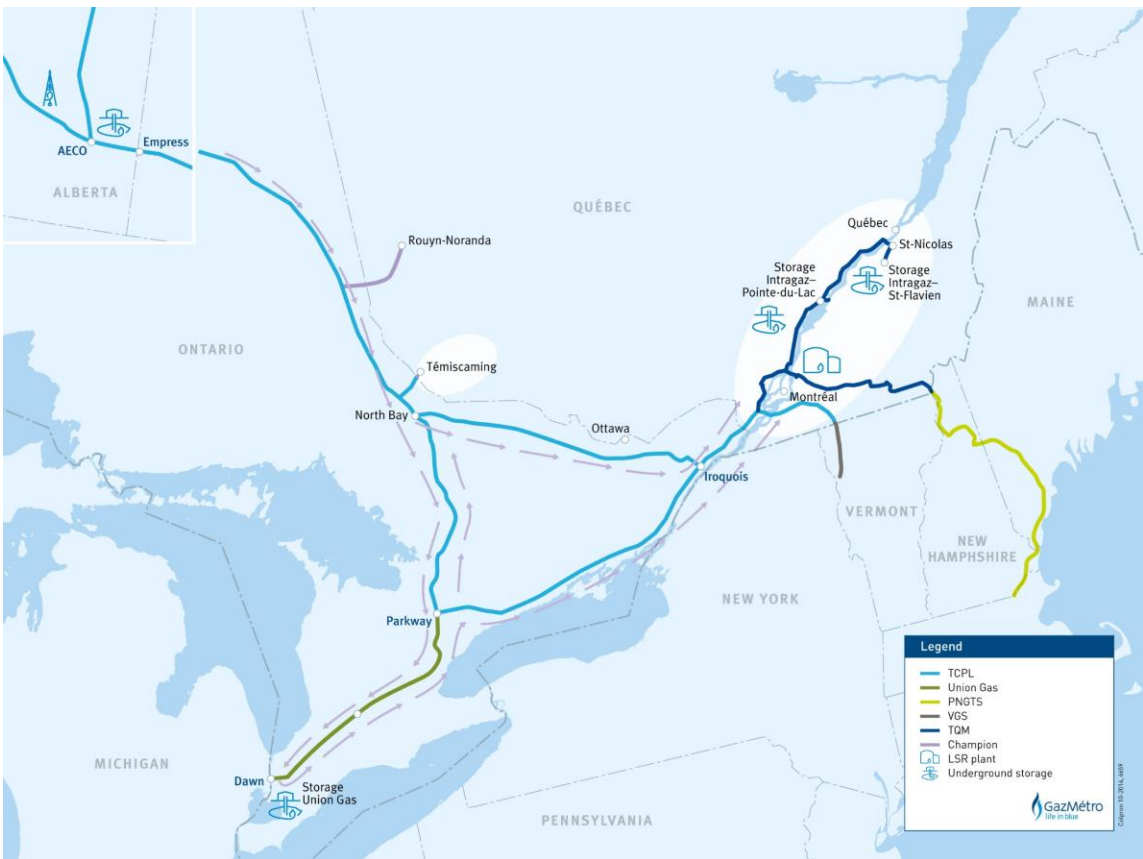 AECO
Empress
ALBERTA
QUÉBEC
Rouyn-Noranda
Québec
St-Nicolas
Storage
Intragaz–
Pointe-du-Lac
Storage
Intragaz–
St-Flavien
MAINE
ONTARIO
Témiscaming
Montréal
North Bay
Ottawa
Iroquois
VERMONT
NEW
HAMPHSHIRE
NEW YORK
Parkway
MICHIGAN
Dawn
Storage
Union Gas
PENNSYLVANIA
Legend
TCPL
Union Gas
PNGTS
VGS
TQM
Champion
LSR plant
Underground storage
GazMétro
life in blue